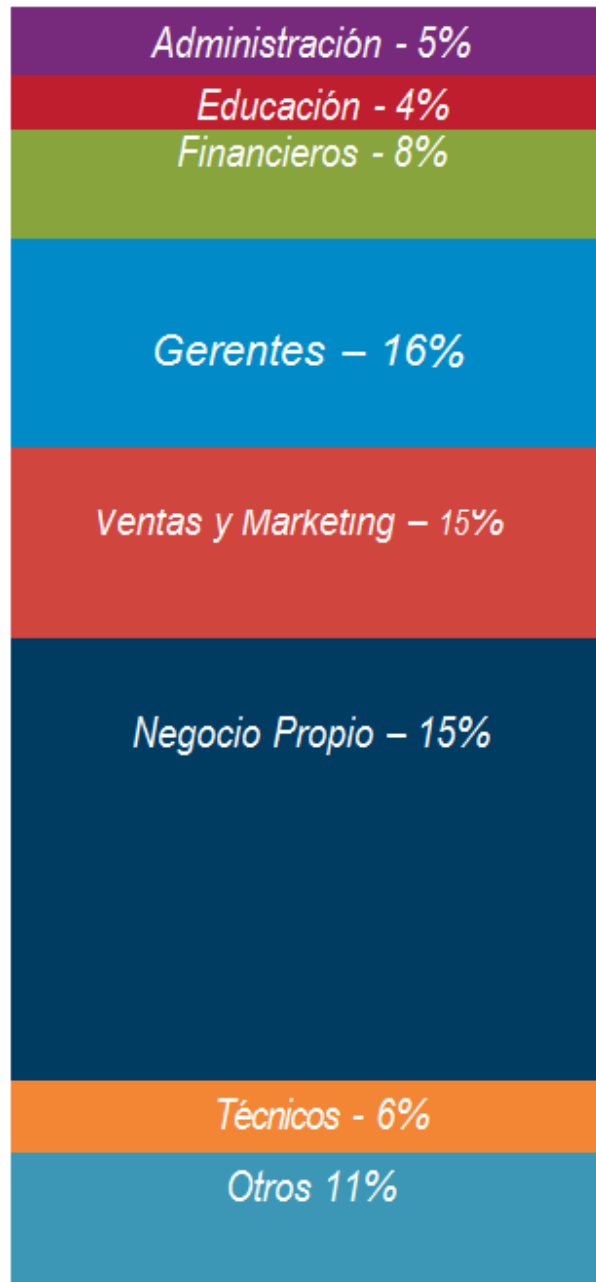 Administración - 5%
Educación - 4%
Financieros - 8%
Gerentes – 16%
Ventas y Marketing – 15%
Negocio Propio – 15%
Técnicos - 6%
Otros 11%